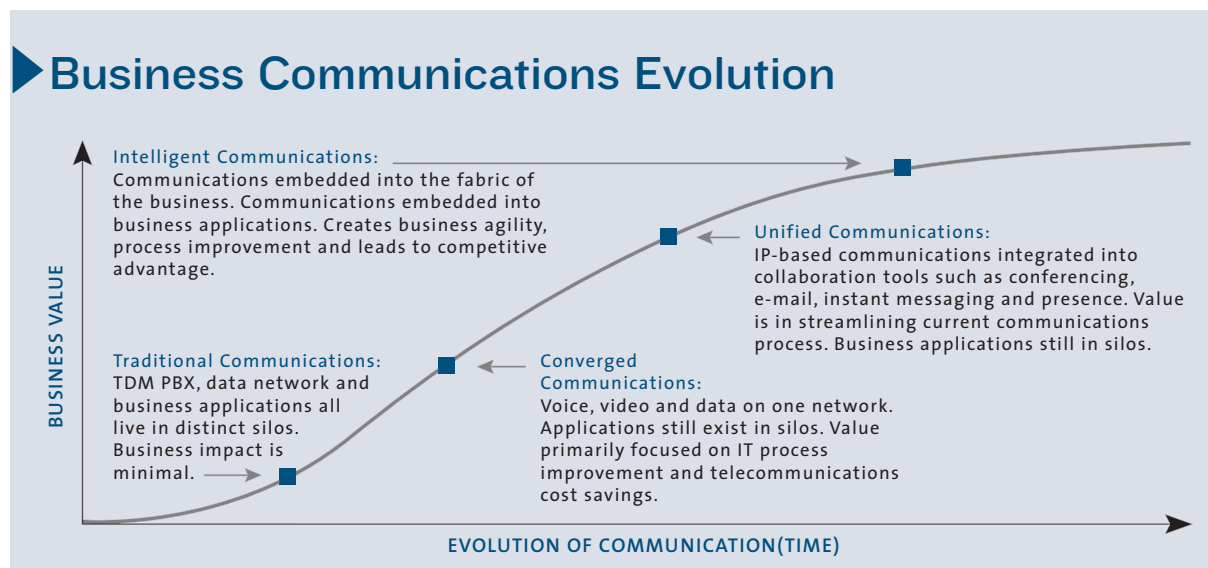 Business Communications Evolution
Intelligent Communications:
Communications embedded into the fabric of
the business. Communications embedded into
business applications. Creates business agility,
process improvement and leads to competitive
advantage.
Unified Communications:
IP-based communications integrated into
collaboration tools such as conferencing,
e-mail, instant messaging and presence. Value
is in streamlining current communications
process. Business applications still in silos.
BUSINESS VALUE
Traditional Communications:
TDM PBX, data network and
business applications all
live in distinct silos.
Business impact is
minimal.
Converged
Communications:
Voice, video and data on one network.
Applications still exist in silos. Value
primarily focused on IT process
improvement and telecommunications
cost savings.
EVOLUTION OF COMMUNICATION(TIME)